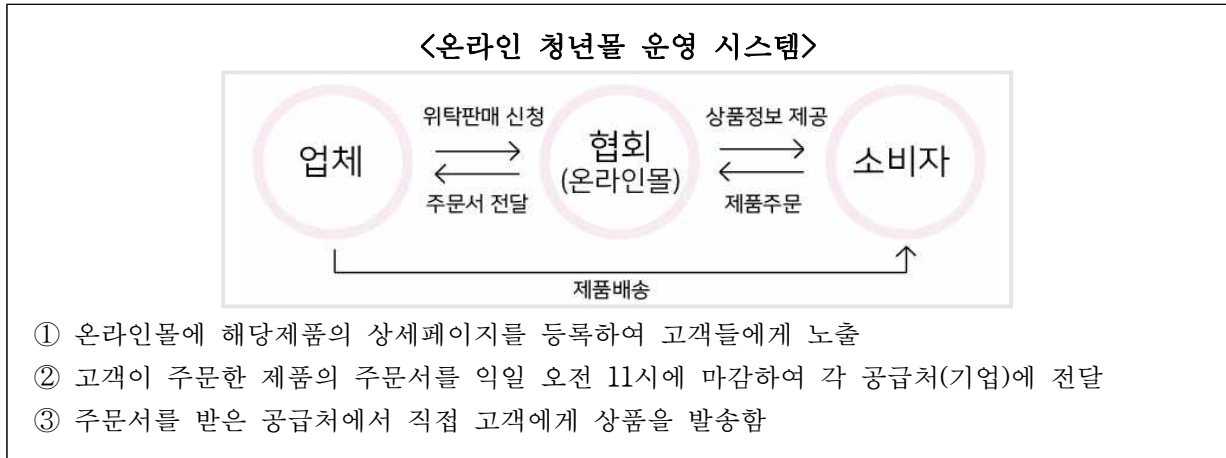 <온라인 청년몰 운영 시스템>
위탁판매 신청
상품정보 제공
업체
협회
(온라인몰)
소비자
주문서 전달
제품주문
제품배송
① 온라인몰에 해당제품의 상세페이지를 등록하여 고객들에게 노출
② 고객이 주문한 제품의 주문서를 익일 오전 11시에 마감하여 각 공급처(기업)에 전달
③ 주문서를 받은 공급처에서 직접 고객에게 상품을 발송함